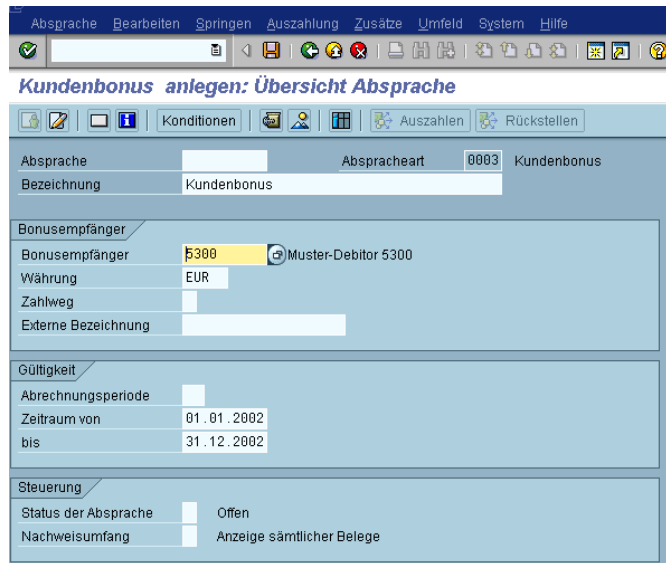 Absprache Bearbeiten Springen Auszahlung Zusätze Umfeld System Hilfe
Kundenbonus anlegen: Übersicht Absprache
Konditionen Auszahlen Rückstellen
Absprache Abspracheart 0003 Kundenbonus
Bezeichnung Kundenbonus
Bonusempfänger
Bonusempfänger 5300 Muster-Debitor 5300
Währung EUR
Zahlweg
Externe Bezeichnung
Gültigkeit
Abrechnungsperiode
Zeitraum von 01.01.2002
bis 31.12.2002
Steuerung
Status der Absprache Offen
Nachweisumfang Anzeige sämtlicher Belege